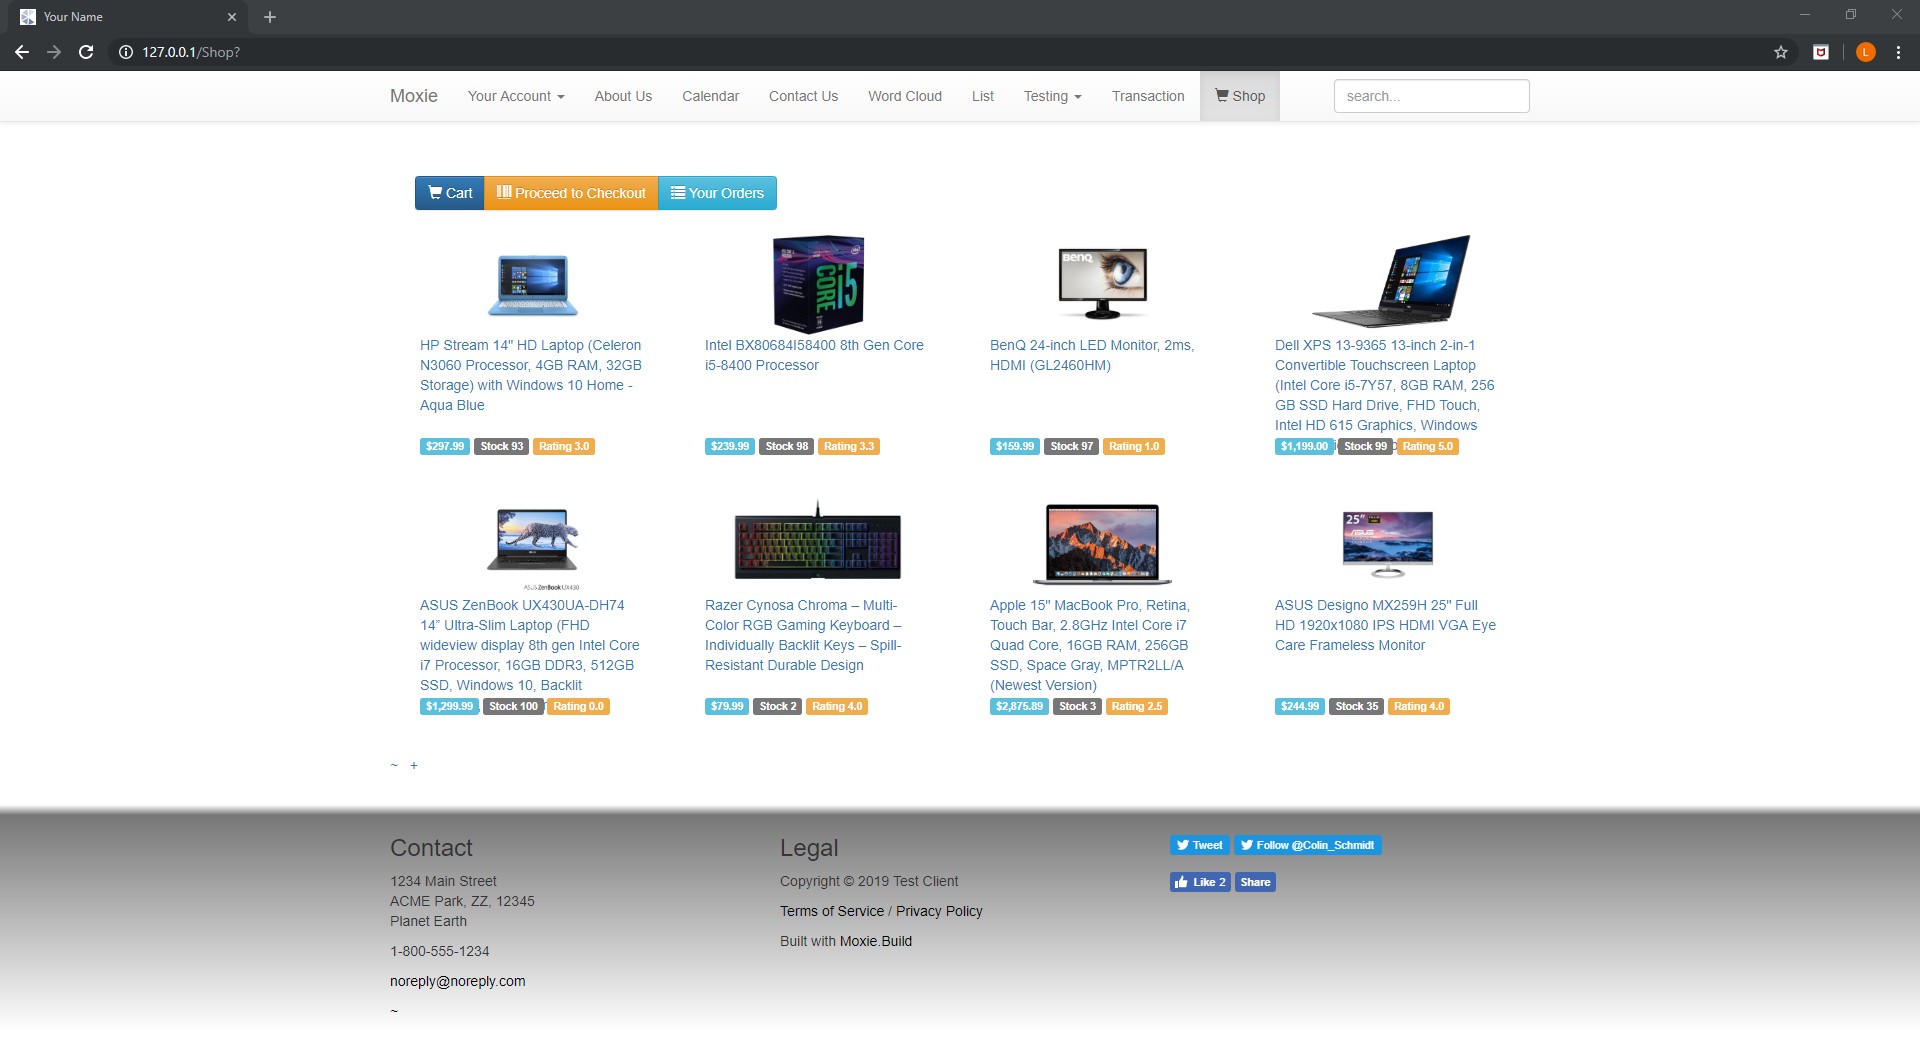 Your Name
127.0.0.1/Shop?
L
Moxie Your Account About Us Calendar Contact Us Word Cloud List Testing Transaction Shop search...
Cart Proceed to Checkout Your Orders
BenQ
CORE i5
HP Stream 14" HD Laptop (Celeron
N3060 Processor, 4GB RAM, 32GB
Storage) with Windows 10 Home -
Aqua Blue
$297.99 Stock 93 Rating 3.0
Intel BX80684I58400 8th Gen Core
i5-8400 Processor
$239.99 Stock 98 Rating 3.3
BenQ 24-inch LED Monitor, 2ms,
HDMI (GL2460HM)
$159.99 Stock 97 Rating 1.0
Dell XPS 13-9365 13-inch 2-in-1
Convertible Touchscreen Laptop
(Intel Core i5-7Y57, 8GB RAM, 256
GB SSD Hard Drive, FHD Touch,
Intel HD 615 Graphics, Windows
$1,199.00 Stock 99 Rating 5.0
ASUS ZenBook UX430
25"
ASUS ZenBook UX430UA-DH74
14” Ultra-Slim Laptop (FHD
wideview display 8th gen Intel Core
i7 Processor, 16GB DDR3, 512GB
SSD, Windows 10, Backlit
$1,299.99 Stock 100 Rating 0.0
Razer Cynosa Chroma – Multi-
Color RGB Gaming Keyboard –
Individually Backlit Keys – Spill-
Resistant Durable Design
$79.99 Stock 2 Rating 4.0
Apple 15" MacBook Pro, Retina,
Touch Bar, 2.8GHz Intel Core i7
Quad Core, 16GB RAM, 256GB
SSD, Space Gray, MPTR2LL/A
(Newest Version)
$2,875.89 Stock 3 Rating 2.5
ASUS Designo MX259H 25" Full
HD 1920x1080 IPS HDMI VGA Eye
Care Frameless Monitor
$244.99 Stock 35 Rating 4.0
~ +
Contact
1234 Main Street
ACME Park, ZZ, 12345
Planet Earth
1-800-555-1234
noreply@noreply.com
~
Legal
Copyright © 2019 Test Client
Terms of Service / Privacy Policy
Built with Moxie.Build
Tweet Follow @Colin_Schmidt
Like 2 Share